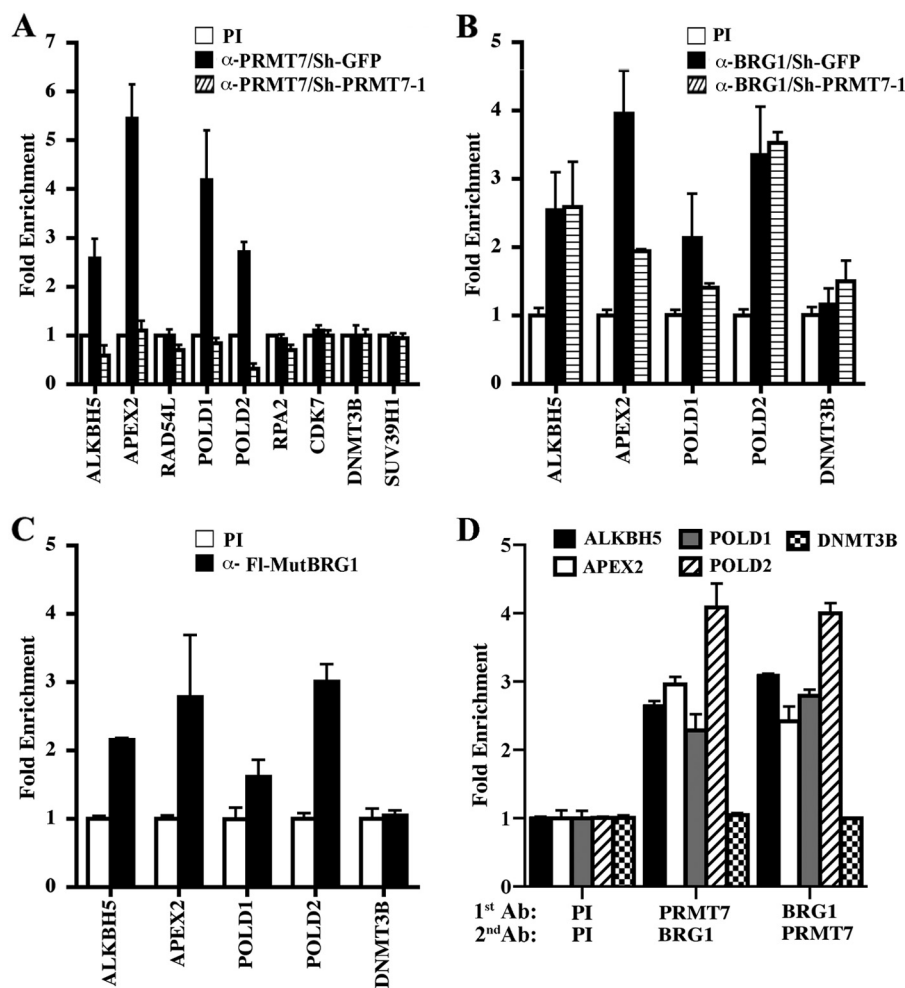 A
PI
α-PRMT7/Sh-GFP
α-PRMT7/Sh-PRMT7-1
Fold Enrichment
7
6
5
4
3
2
1
0
ALKBH5
APEX2
RAD54L
POLD1
POLD2
RPA2
CDK7
DNMT3B
SUV39H1
B
PI
α-BRG1/Sh-GFP
α-BRG1/Sh-PRMT7-1
Fold Enrichment
5
4
3
2
1
0
ALKBH5
APEX2
POLD1
POLD2
DNMT3B
C
PI
α- Fl-MutBRG1
Fold Enrichment
5
4
3
2
1
0
ALKBH5
APEX2
POLD1
POLD2
DNMT3B
D
ALKBH5 POLD1 DNMT3B
APEX2 POLD2
Fold Enrichment
5
4
3
2
1
0
1st Ab: PI PRMT7 BRG1
2nd Ab: PI BRG1 PRMT7